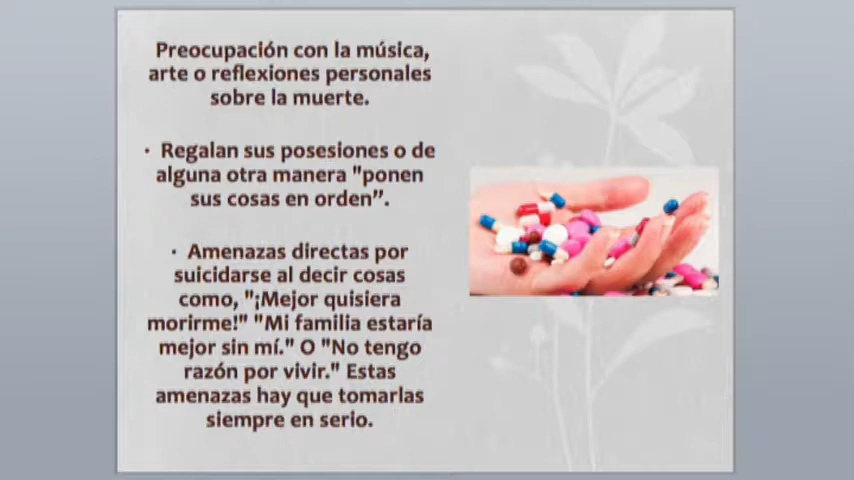 Preocupación con la música,
arte o reflexiones personales
sobre la muerte.
· Regalan sus posesiones o de
alguna otra manera "ponen
sus cosas en orden”.
· Amenazas directas por
suicidarse al decir cosas
como, "¡Mejor quisiera
morirme!" "Mi familia estaría
mejor sin mí." O "No tengo
razón por vivir." Estas
amenazas hay que tomarlas
siempre en serio.